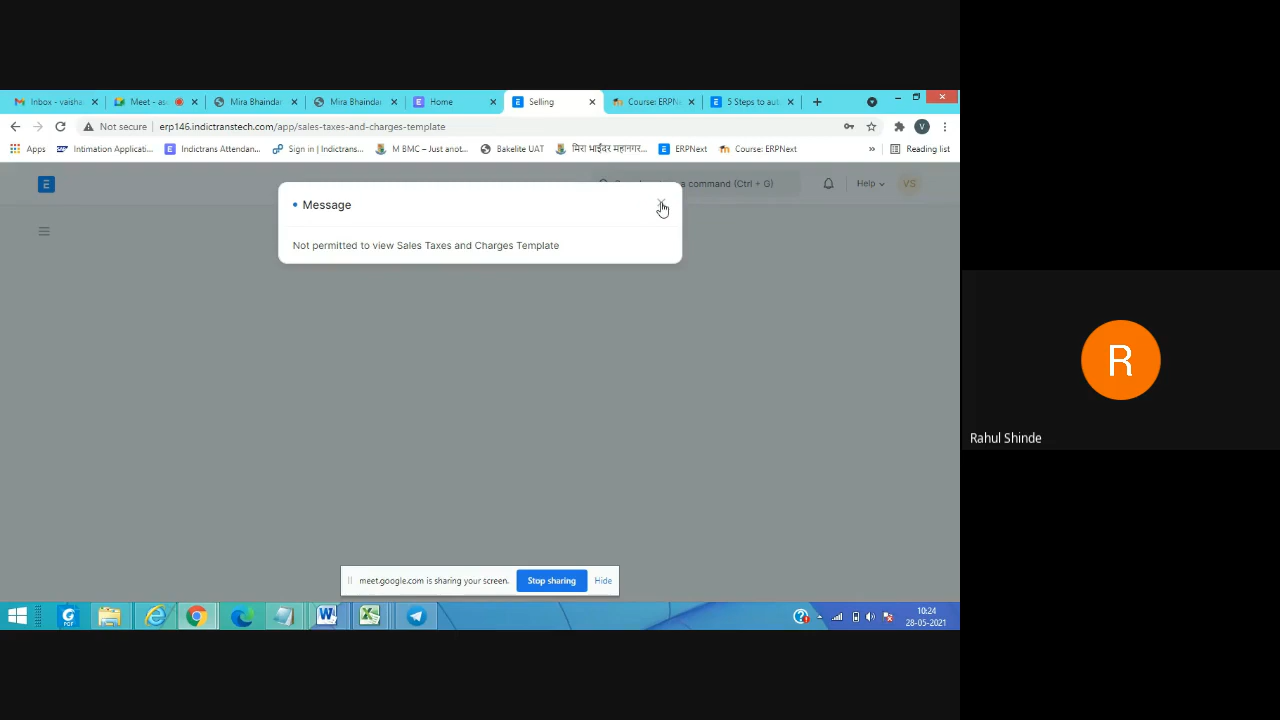 Inbox - vaisha
Meet - as
Mira Bhaindar
Mira Bhaindar
Home
Selling
Course: ERPNe
5 Steps to aut
Not secure
erp146.indictranstech.com/app/sales-taxes-and-charges-template
V
Apps
Intimation Applicati...
Indictrans Attendan...
Sign in | Indictrans...
M BMC – Just anot...
Bakelite UAT
मिरा भाईंदर महानगर...
ERPNext
Course: ERPNext
»
Reading list
E
a command (Ctrl + G)
Help
VS
Message
Not permitted to view Sales Taxes and Charges Template
meet.google.com is sharing your screen.
Stop sharing
Hide
10:24
28-05-2021
R
Rahul Shinde